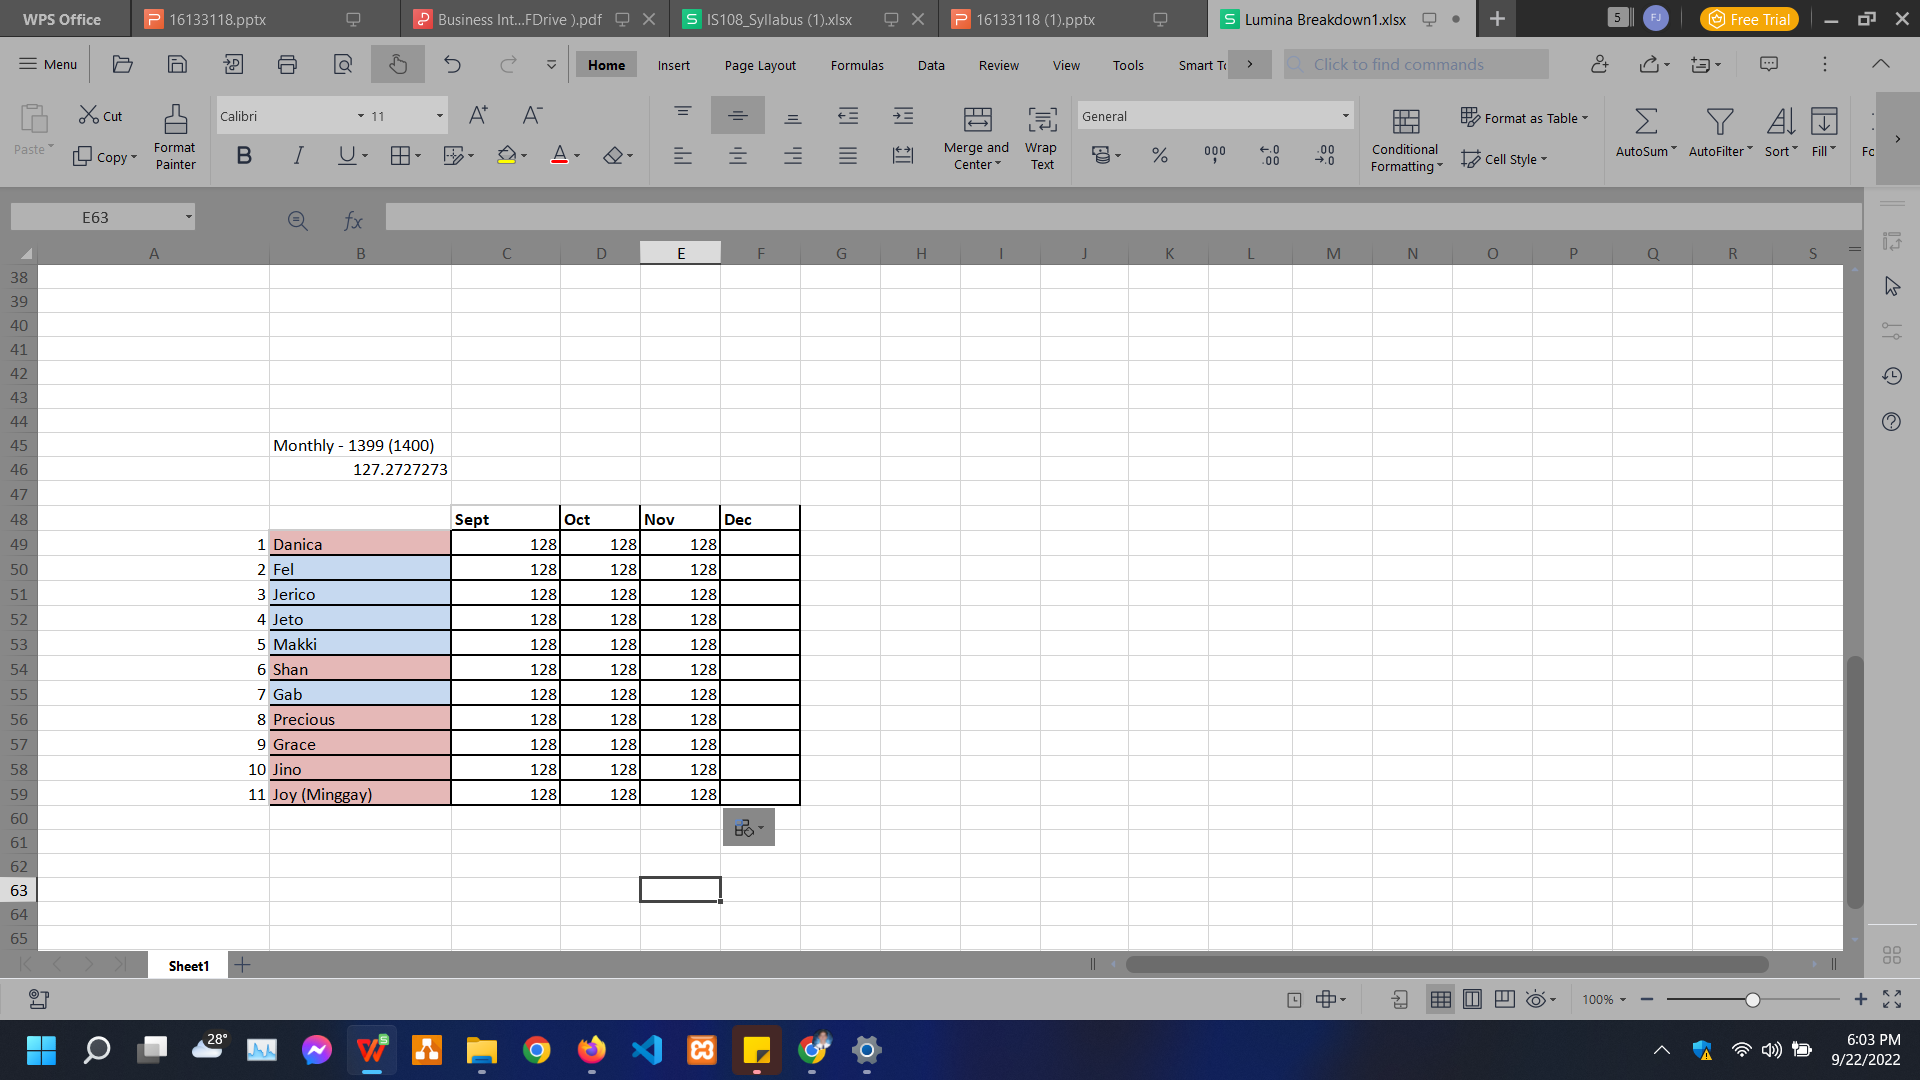 WPS Office 16133118.pptx Business Int...FDrive ).pdf IS108_Syllabus (1).xlsx 16133118 (1).pptx Lumina Breakdown1.xlsx 5 FJ Free Trial
Menu Home Insert Page Layout Formulas Data Review View Tools Smart To Click to find commands
Paste Cut Copy Format Painter Calibri 11 Merge and Center Wrap Text General Conditional Formatting Format as Table Cell Style AutoSum AutoFilter Sort Fill Fo
E63 fx
A B C D E F G H I J K L M N O P Q R S
38
39
40
41
42
43
44
45 Monthly - 1399 (1400)
46 127.2727273
47
48 Sept Oct Nov Dec
49 1 Danica 128 128 128
50 2 Fel 128 128 128
51 3 Jerico 128 128 128
52 4 Jeto 128 128 128
53 5 Makki 128 128 128
54 6 Shan 128 128 128
55 7 Gab 128 128 128
56 8 Precious 128 128 128
57 9 Grace 128 128 128
58 10 Jino 128 128 128
59 11 Joy (Minggay) 128 128 128
60
61
62
63
64
65
Sheet1
100%
28°
6:03 PM
9/22/2022